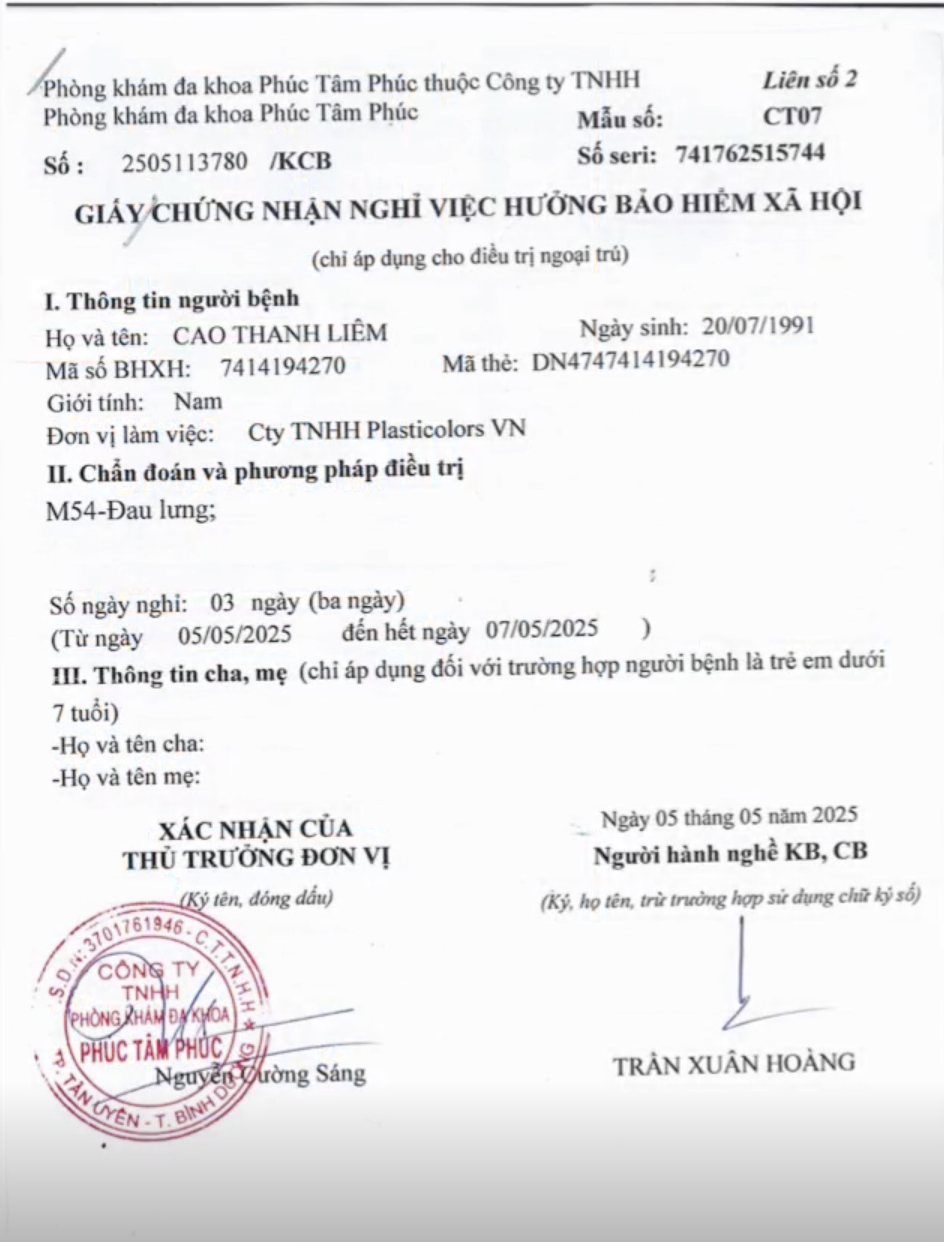 Phòng khám đa khoa Phúc Tâm Phúc thuộc Công ty TNHH
Phòng khám đa khoa Phúc Tâm Phúc
Liên số 2
Mẫu số: CT07
Số : 2505113780 /KCB
Số seri: 741762515744
GIẤY CHỨNG NHẬN NGHỈ VIỆC HƯỞNG BẢO HIỂM XÃ HỘI
(chỉ áp dụng cho điều trị ngoại trú)
I. Thông tin người bệnh
Họ và tên: CAO THANH LIÊM Ngày sinh: 20/07/1991
Mã số BHXH: 7414194270 Mã thẻ: DN4747414194270
Giới tính: Nam
Đơn vị làm việc: Cty TNHH Plasticolors VN
II. Chẩn đoán và phương pháp điều trị
M54-Đau lưng;
Số ngày nghỉ: 03 ngày (ba ngày)
(Từ ngày 05/05/2025 đến hết ngày 07/05/2025 )
III. Thông tin cha, mẹ (chỉ áp dụng đối với trường hợp người bệnh là trẻ em dưới
7 tuổi)
-Họ và tên cha:
-Họ và tên mẹ:
XÁC NHẬN CỦA
THỦ TRƯỞNG ĐƠN VỊ
(Ký tên, đóng dấu)
S.D.N: 3701761946 - C.T.T.N.H.H
CÔNG TY
TNHH
PHÒNG KHÁM ĐA KHOA
PHÚC TÂM PHÚC
TP. TÂN UYÊN - T. BÌNH DƯƠNG
Nguyễn Cường Sáng
Ngày 05 tháng 05 năm 2025
Người hành nghề KB, CB
(Ký, họ tên, trừ trường hợp sử dụng chữ ký số)
TRẦN XUÂN HOÀNG